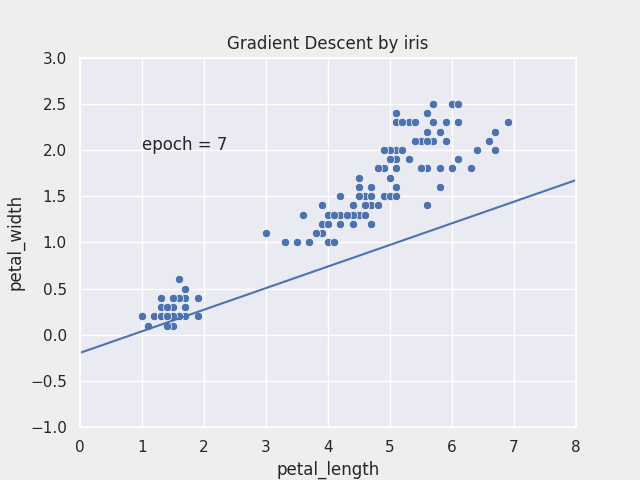 Gradient Descent by iris
3.0
2.5
2.0
1.5
1.0
0.5
0.0
−0.5
−1.0
epoch = 7
petal_width
0 1 2 3 4 5 6 7 8
petal_length